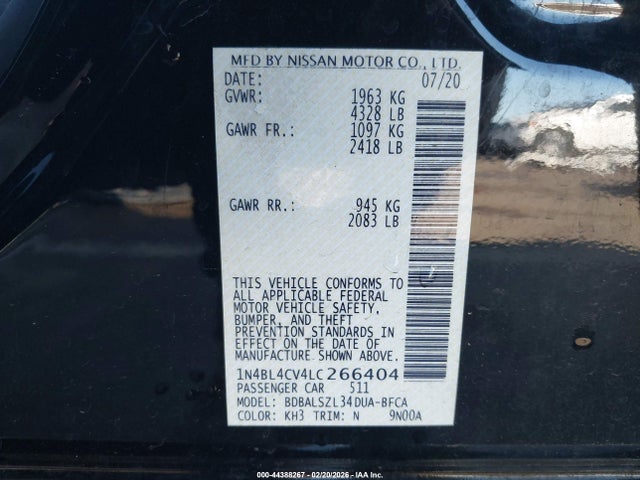 MFD BY NISSAN MOTOR CO., LTD.
DATE: 07/20
GVWR: 1963 KG
4328 LB
GAWR FR.: 1097 KG
2418 LB
GAWR RR.: 945 KG
2083 LB
THIS VEHICLE CONFORMS TO
ALL APPLICABLE FEDERAL
MOTOR VEHICLE SAFETY,
BUMPER, AND THEFT
PREVENTION STANDARDS IN
EFFECT ON THE DATE OF
MANUFACTURE SHOWN ABOVE.
1N4BL4CV4LC266404
PASSENGER CAR 511
MODEL: BDBALSZL34DUA-BFCA
COLOR: KH3 TRIM: N 9N00A
000-44388267 - 02/20/2026 - IAA Inc.